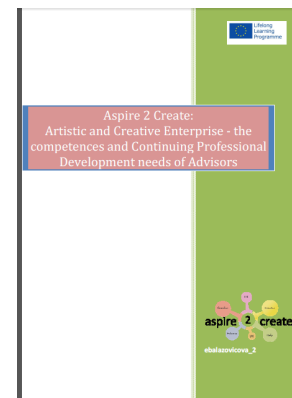 Lifelong
Learning
Programme
Aspire 2 Create:
Artistic and Creative Enterprise - the
competences and Continuing Professional
Development needs of Advisors
aspire 2 create
ebalazovicova_2